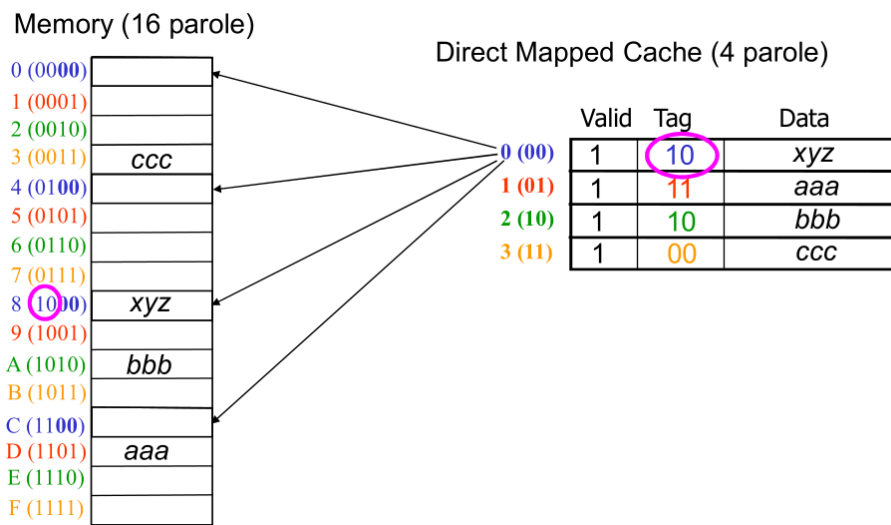 Memory (16 parole)
0 (0000)
1 (0001)
2 (0010)
3 (0011) ccc
4 (0100)
5 (0101)
6 (0110)
7 (0111)
8 (1000) xyz
9 (1001)
A (1010) bbb
B (1011)
C (1100)
D (1101) aaa
E (1110)
F (1111)
Direct Mapped Cache (4 parole)
Valid Tag Data
0 (00) 1 10 xyz
1 (01) 1 11 aaa
2 (10) 1 10 bbb
3 (11) 1 00 ccc